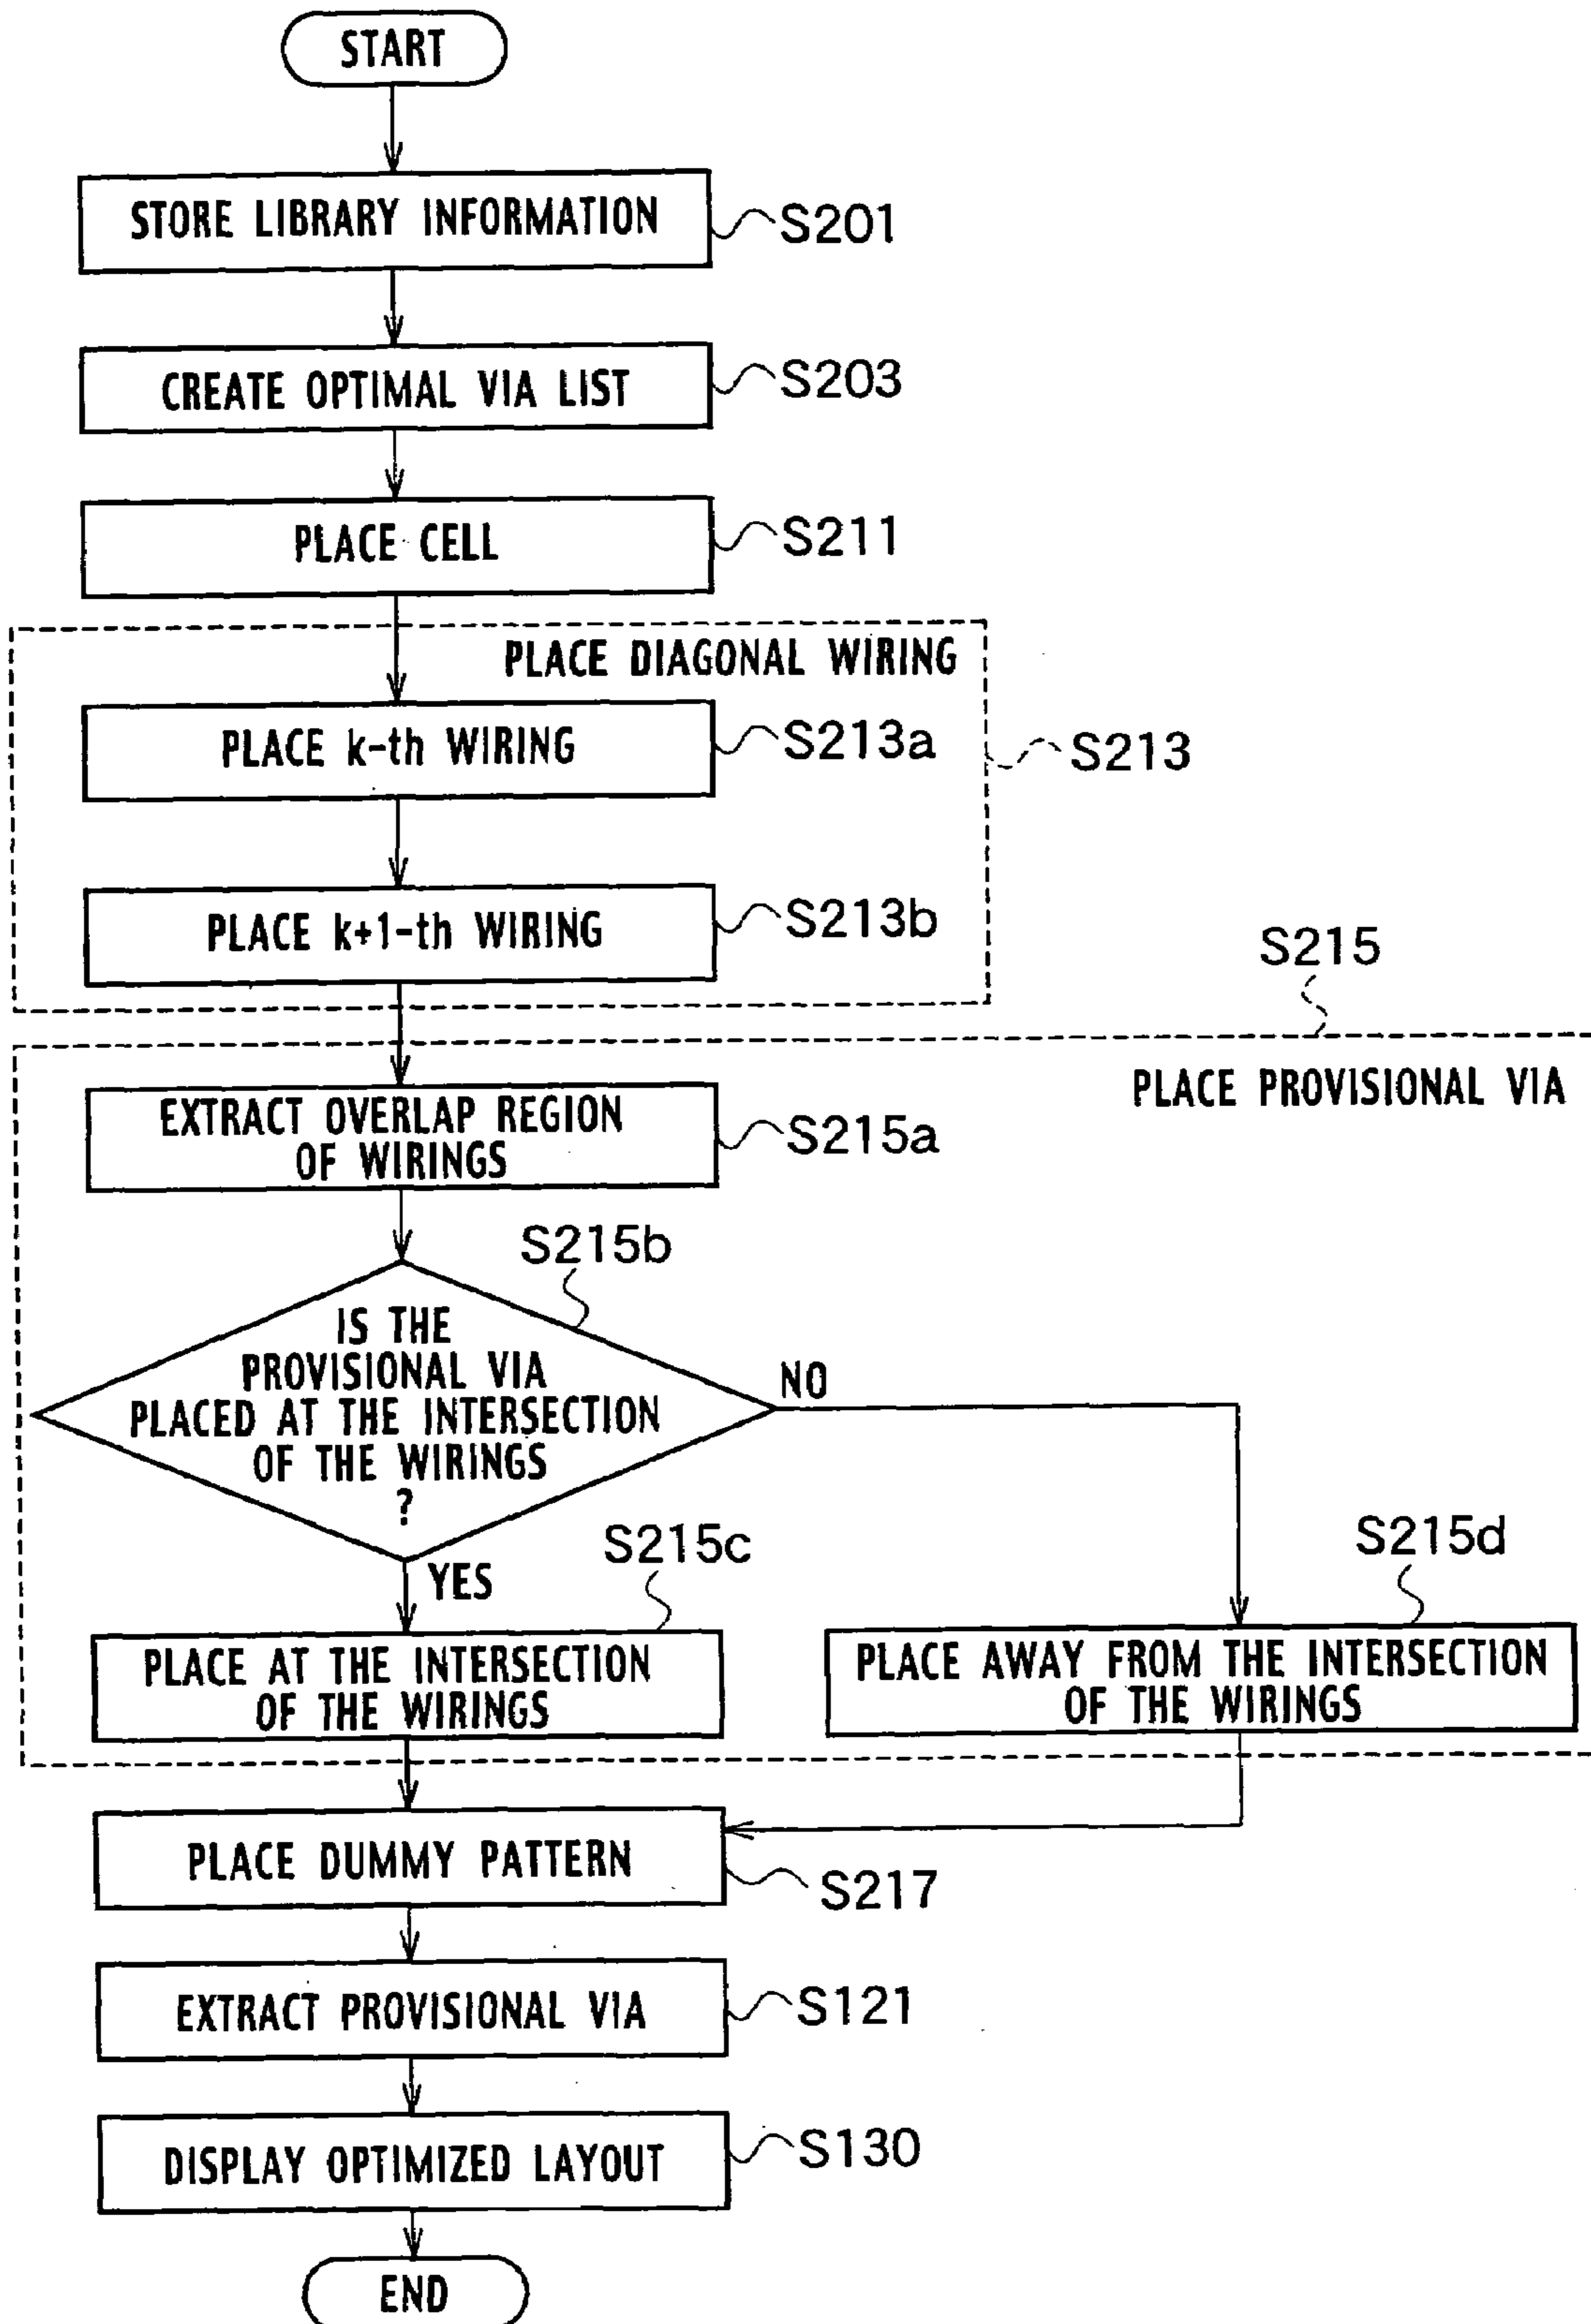 START
STORE LIBRARY INFORMATION
S201
CREATE OPTIMAL VIA LIST
S203
PLACE CELL
S211
PLACE DIAGONAL WIRING
PLACE k-th WIRING
S213a
S213
PLACE k+1-th WIRING
S213b
S215
PLACE PROVISIONAL VIA
EXTRACT OVERLAP REGION
OF WIRINGS
S215a
S215b
IS THE
PROVISIONAL VIA
PLACED AT THE INTERSECTION
OF THE WIRINGS
?
NO
YES
S215c
S215d
PLACE AT THE INTERSECTION
OF THE WIRINGS
PLACE AWAY FROM THE INTERSECTION
OF THE WIRINGS
PLACE DUMMY PATTERN
S217
EXTRACT PROVISIONAL VIA
S121
DISPLAY OPTIMIZED LAYOUT
S130
END